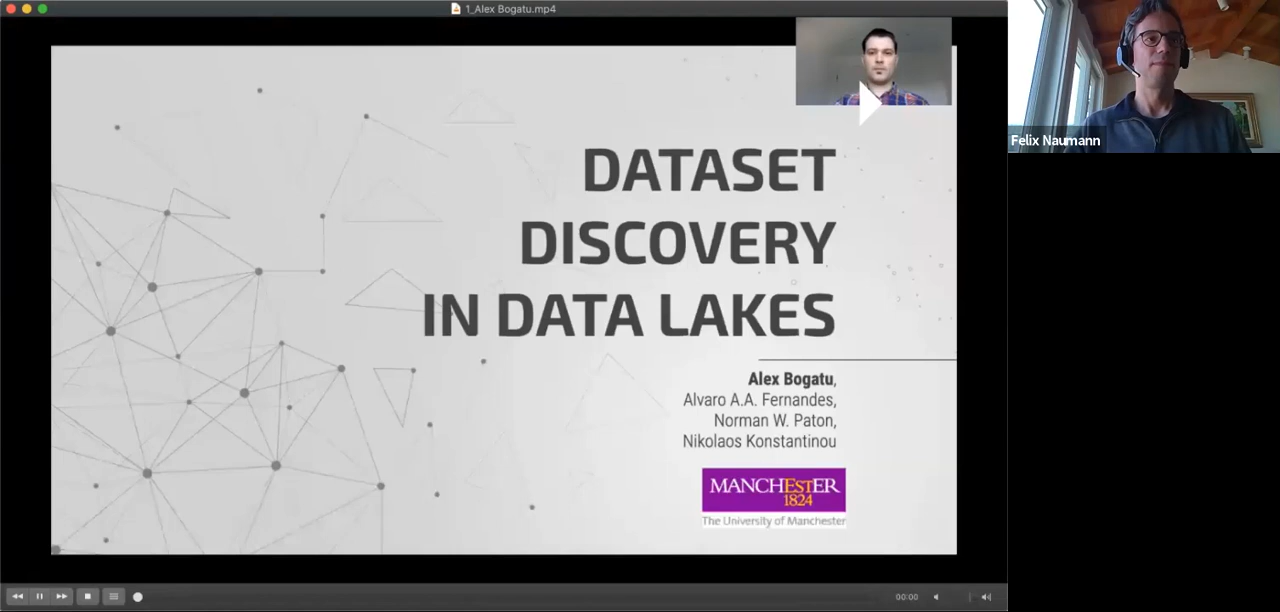 1_Alex Bogatu.mp4
DATASET
DISCOVERY
IN DATA LAKES
Alex Bogatu,
Alvaro A.A. Fernandes,
Norman W. Paton,
Nikolaos Konstantinou
MANCHESTER
1824
The University of Manchester
Felix Naumann
00:00